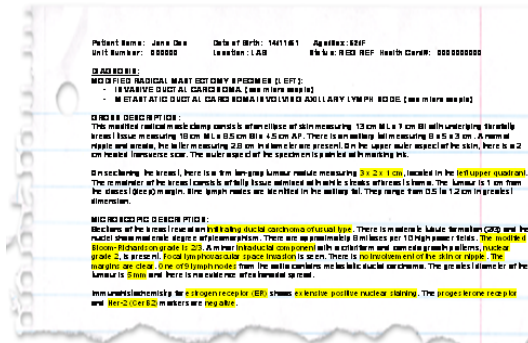 Patient Name: Jane Doe Date of Birth: 14/11/51 Age/Sex: 52/F
Unit Number: 000000 Location: LAB Status: REG REF Health Card#: 0000000000
DIAGNOSIS:
MODIFIED RADICAL MASTECTOMY SPECIMEN (LEFT):
- INVASIVE DUCTAL CARCINOMA. (see micro sample)
- METASTATIC DUCTAL CARCINOMA INVOLVING AXILLARY LYMPH NODE. (see micro sample)
GROSS DESCRIPTION:
This modified radical mastectomy consists of an ellipse of skin measuring 13 cm ML x 7 cm SI with underlying fibrofatty
breast tissue measuring 18 cm ML x 8.5 cm SI x 4.5 cm AP. There is an axillary tail measuring 8 x 5 x 3 cm. A normal
nipple and areola, the latter measuring 2.8 cm in diameter are present. On the upper outer aspect of the skin, there is a 2
cm healed transverse scar. The outer aspect of the specimen is painted with marking ink.
On sectioning the breast, there is a firm tan-gray tumour nodule measuring 3 x 2 x 1 cm, located in the left upper quadrant.
The remainder of the breast consists of fatty tissue admixed with white streaks of breast stroma. The tumour is 1 cm from
the closest (deep) margin. Nine lymph nodes are identified in the axillary tail. They range from 0.5 to 1.2 cm in greatest
dimension.
MICROSCOPIC DESCRIPTION:
Sections of the breast reveal an infiltrating ductal carcinoma of usual type. There is moderate tubule formation (2/3) and the
nuclei show moderate degree of pleomorphism. There are approximately 8 mitoses per 10 high power fields. The modified
Bloom-Richardson grade is 2/3. A minor intraductal component with a cribriform and comedo growth patterns, nuclear
grade 2, is present. Focal lymphovascular space invasion is seen. There is no involvement of the skin or nipple. The
margins are clear. One of 9 lymph nodes from the axilla contains metastatic ductal carcinoma. The greatest diameter of the
tumour is 5 mm and there is no evidence of extranodal spread.
Immunohistochemistry for estrogen receptor (ER) shows extensive positive nuclear staining. The progesterone receptor
and Her-2 (CerB2) markers are negative.